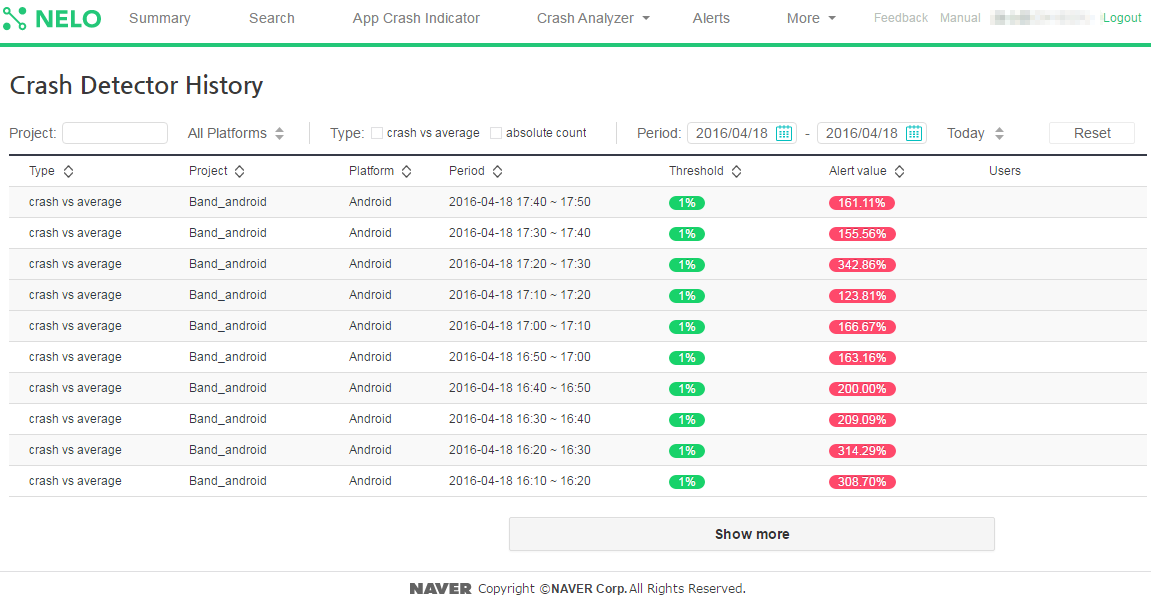 NELO Summary Search App Crash Indicator Crash Analyzer Alerts More Feedback Manual Logout
Crash Detector History
Project: All Platforms Type: crash vs average absolute count Period: 2016/04/18 - 2016/04/18 Today Reset
Type Project Platform Period Threshold Alert value Users
crash vs average Band_android Android 2016-04-18 17:40 ~ 17:50 1% 161.11%
crash vs average Band_android Android 2016-04-18 17:30 ~ 17:40 1% 155.56%
crash vs average Band_android Android 2016-04-18 17:20 ~ 17:30 1% 342.86%
crash vs average Band_android Android 2016-04-18 17:10 ~ 17:20 1% 123.81%
crash vs average Band_android Android 2016-04-18 17:00 ~ 17:10 1% 166.67%
crash vs average Band_android Android 2016-04-18 16:50 ~ 17:00 1% 163.16%
crash vs average Band_android Android 2016-04-18 16:40 ~ 16:50 1% 200.00%
crash vs average Band_android Android 2016-04-18 16:30 ~ 16:40 1% 209.09%
crash vs average Band_android Android 2016-04-18 16:20 ~ 16:30 1% 314.29%
crash vs average Band_android Android 2016-04-18 16:10 ~ 16:20 1% 308.70%
Show more
NAVER Copyright ©NAVER Corp. All Rights Reserved.